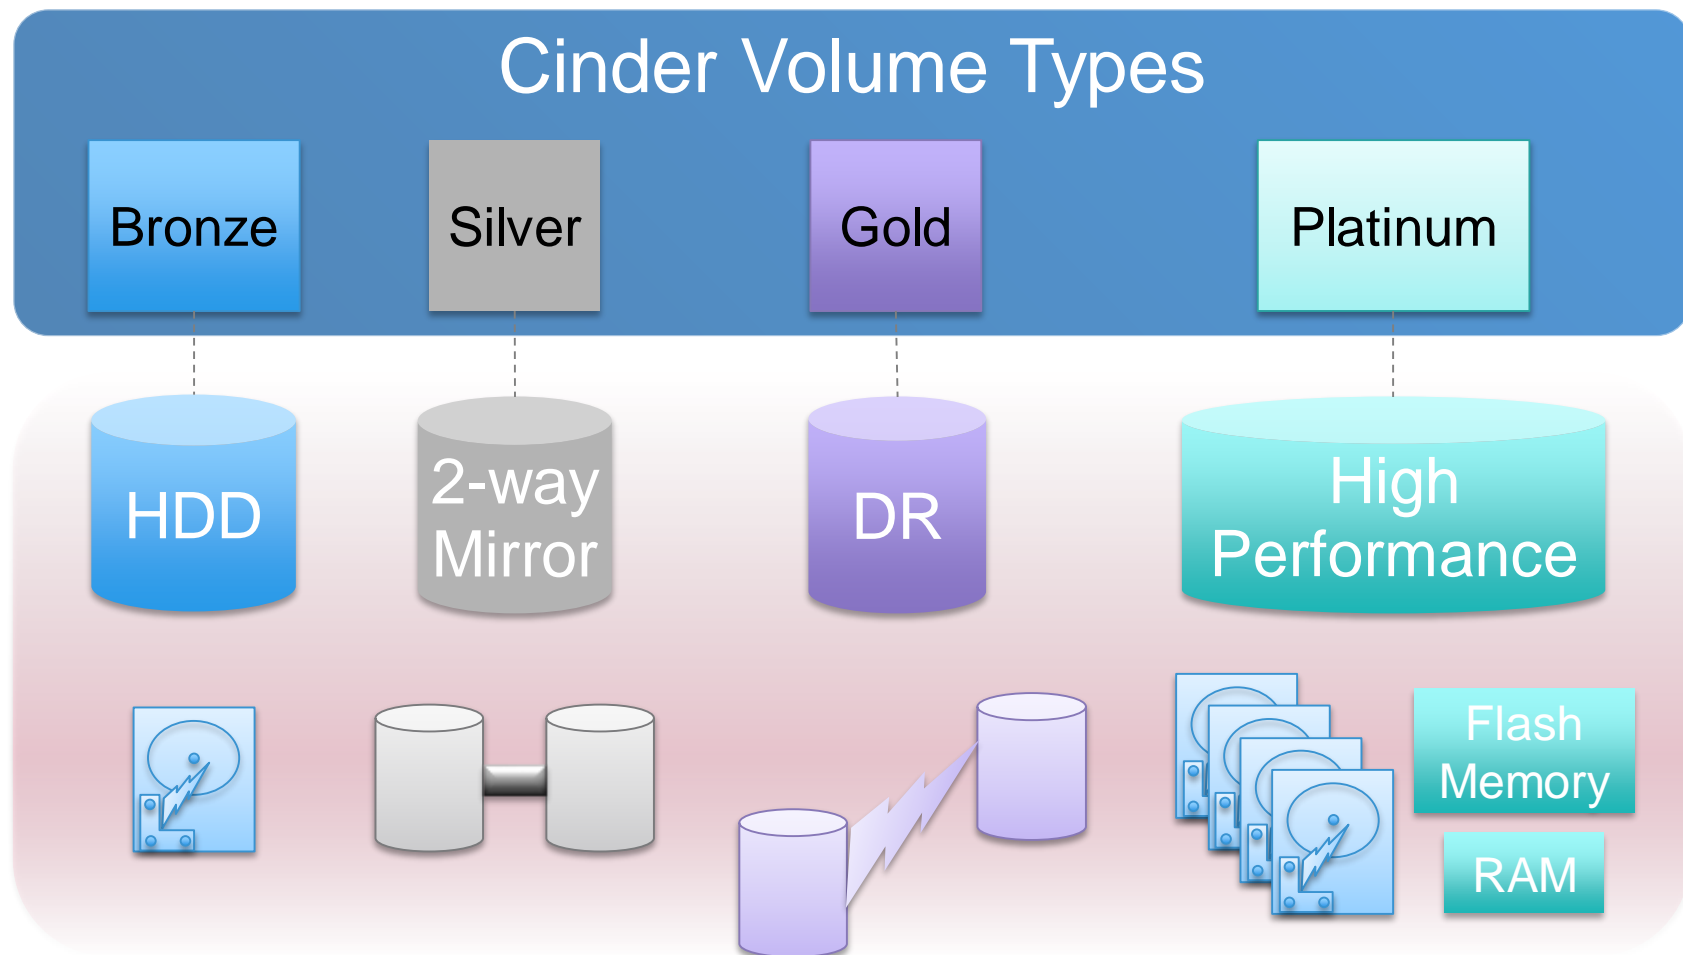 Cinder Volume Types
Bronze
Silver
Gold
Platinum
HDD
2-way
Mirror
DR
High
Performance
Flash
Memory
RAM